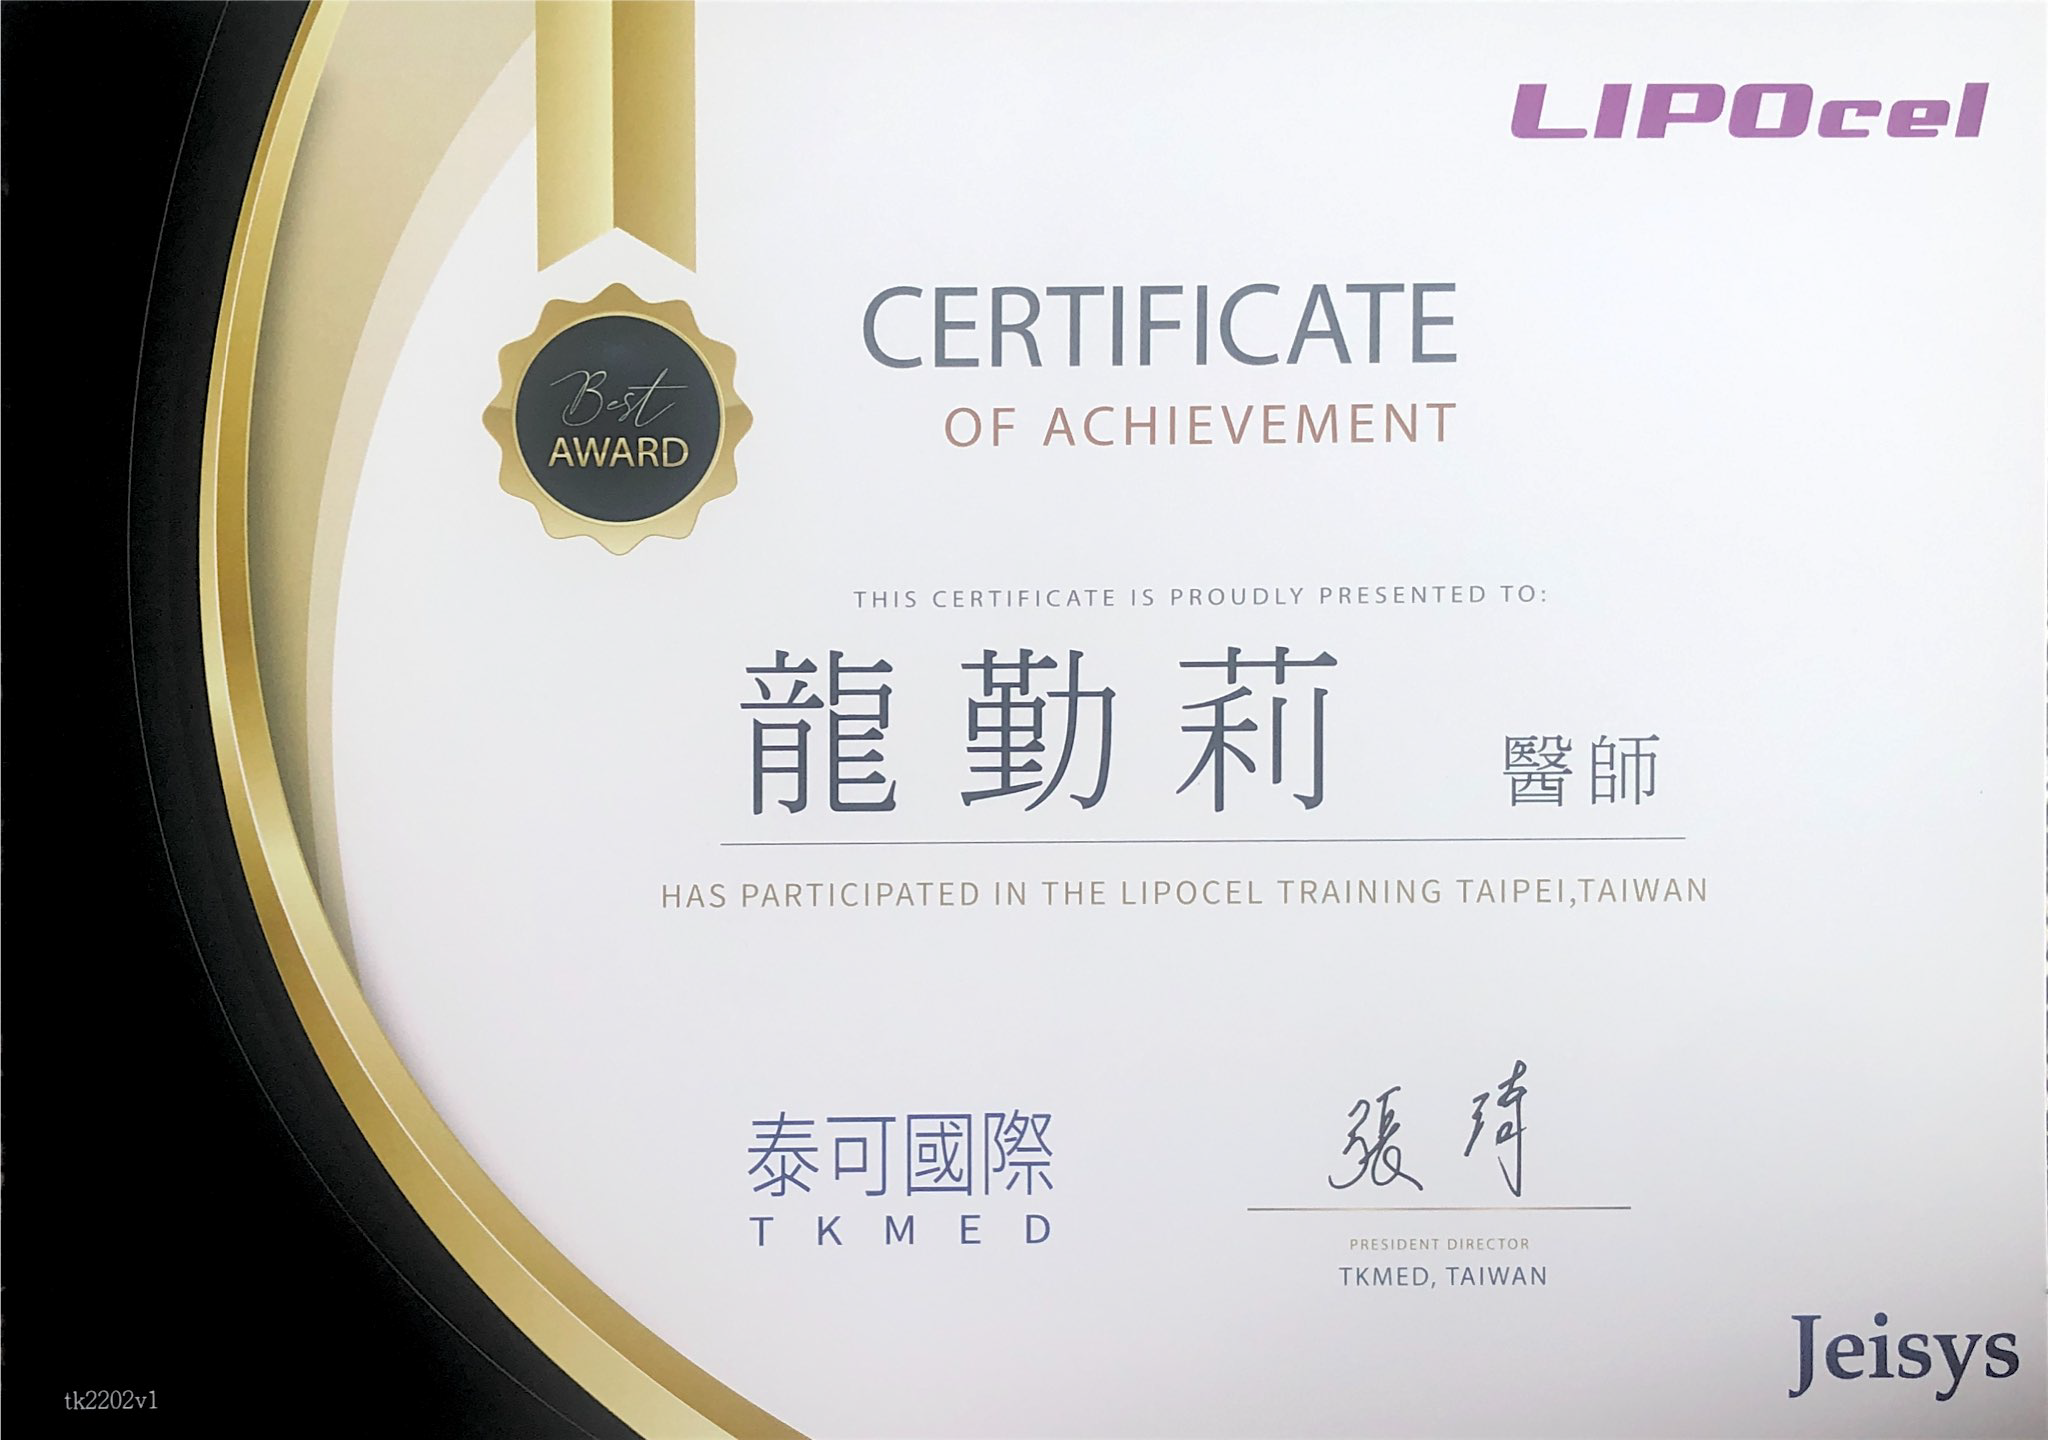 LIPOcel
CERTIFICATE
OF ACHIEVEMENT
Best
AWARD
THIS CERTIFICATE IS PROUDLY PRESENTED TO:
龍勤莉 醫師
HAS PARTICIPATED IN THE LIPOCEL TRAINING TAIPEI,TAIWAN
泰可國際
TKMED
張瑋
PRESIDENT DIRECTOR
TKMED, TAIWAN
Jeisys
tk2202v1